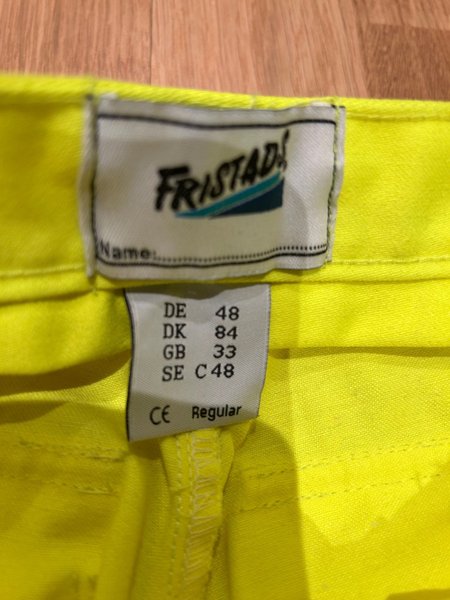 FRISTADS
Name:
DE 48
DK 84
GB 33
SE C48
CE Regular